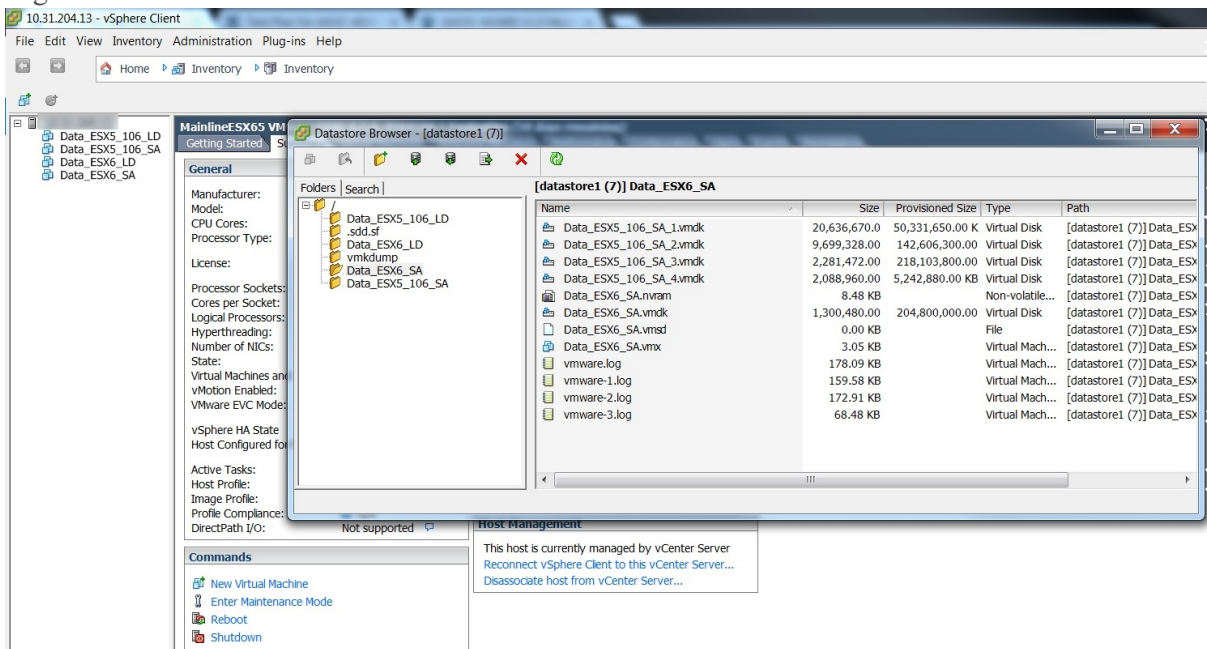 10.31.204.13 - vSphere Client
File Edit View Inventory Administration Plug-ins Help
Home Inventory Inventory
Data_ESX5_106_LD
Data_ESX5_106_SA
Data_ESX6_LD
Data_ESX6_SA
MainlineESX65 VM
Getting Started
General
Manufacturer:
Model:
CPU Cores:
Processor Type:
License:
Processor Sockets:
Cores per Socket:
Logical Processors:
Hyperthreading:
Number of NICs:
State:
Virtual Machines and
vMotion Enabled:
VMware EVC Mode:
vSphere HA State
Host Configured for
Active Tasks:
Host Profile:
Image Profile:
Profile Compliance:
DirectPath I/O: Not supported
Commands
New Virtual Machine
Enter Maintenance Mode
Reboot
Shutdown
Datastore Browser - [datastore1 (7)]
Folders Search
/
Data_ESX5_106_LD
.sdd.sf
Data_ESX6_LD
vmkdump
Data_ESX6_SA
Data_ESX5_106_SA
[datastore1 (7)] Data_ESX6_SA
Name Size Provisioned Size Type Path
Data_ESX5_106_SA_1.vmdk 20,636,670.0 50,331,650.00 K Virtual Disk [datastore1 (7)] Data_ESX
Data_ESX5_106_SA_2.vmdk 9,699,328.00 142,606,300.00 Virtual Disk [datastore1 (7)] Data_ESX
Data_ESX5_106_SA_3.vmdk 2,281,472.00 218,103,800.00 Virtual Disk [datastore1 (7)] Data_ESX
Data_ESX5_106_SA_4.vmdk 2,088,960.00 5,242,880.00 KB Virtual Disk [datastore1 (7)] Data_ESX
Data_ESX6_SA.nvram 8.48 KB Non-volatile... [datastore1 (7)] Data_ESX
Data_ESX6_SA.vmdk 1,300,480.00 204,800,000.00 Virtual Disk [datastore1 (7)] Data_ESX
Data_ESX6_SA.vmsd 0.00 KB File [datastore1 (7)] Data_ESX
Data_ESX6_SA.vmx 3.05 KB Virtual Mach... [datastore1 (7)] Data_ESX
vmware.log 178.09 KB Virtual Mach... [datastore1 (7)] Data_ESX
vmware-1.log 159.58 KB Virtual Mach... [datastore1 (7)] Data_ESX
vmware-2.log 172.91 KB Virtual Mach... [datastore1 (7)] Data_ESX
vmware-3.log 68.48 KB Virtual Mach... [datastore1 (7)] Data_ESX
Host Management
This host is currently managed by vCenter Server
Reconnect vSphere Client to this vCenter Server...
Disassociate host from vCenter Server...